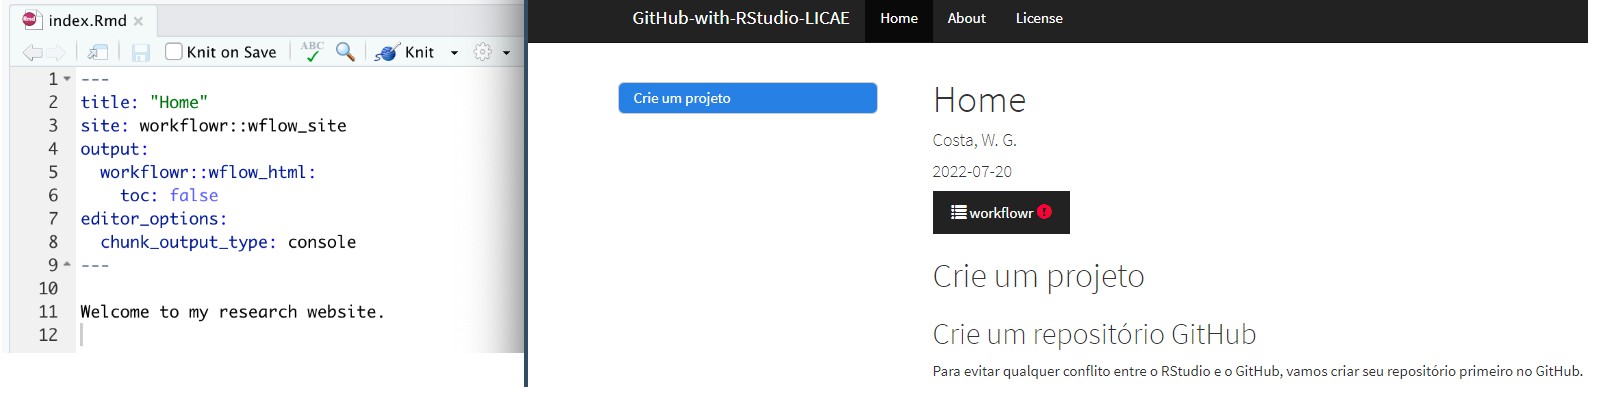 index.Rmd
Knit on Save
ABC
Knit
1 ---
2 title: "Home"
3 site: workflowr::wflow_site
4 output:
5   workflowr::wflow_html:
6     toc: false
7 editor_options:
8   chunk_output_type: console
9 ---
10
11 Welcome to my research website.
12
GitHub-with-RStudio-LICAE Home About License
Crie um projeto
Home
Costa, W. G.
2022-07-20
workflowr !
Crie um projeto
Crie um repositório GitHub
Para evitar qualquer conflito entre o RStudio e o GitHub, vamos criar seu repositório primeiro no GitHub.